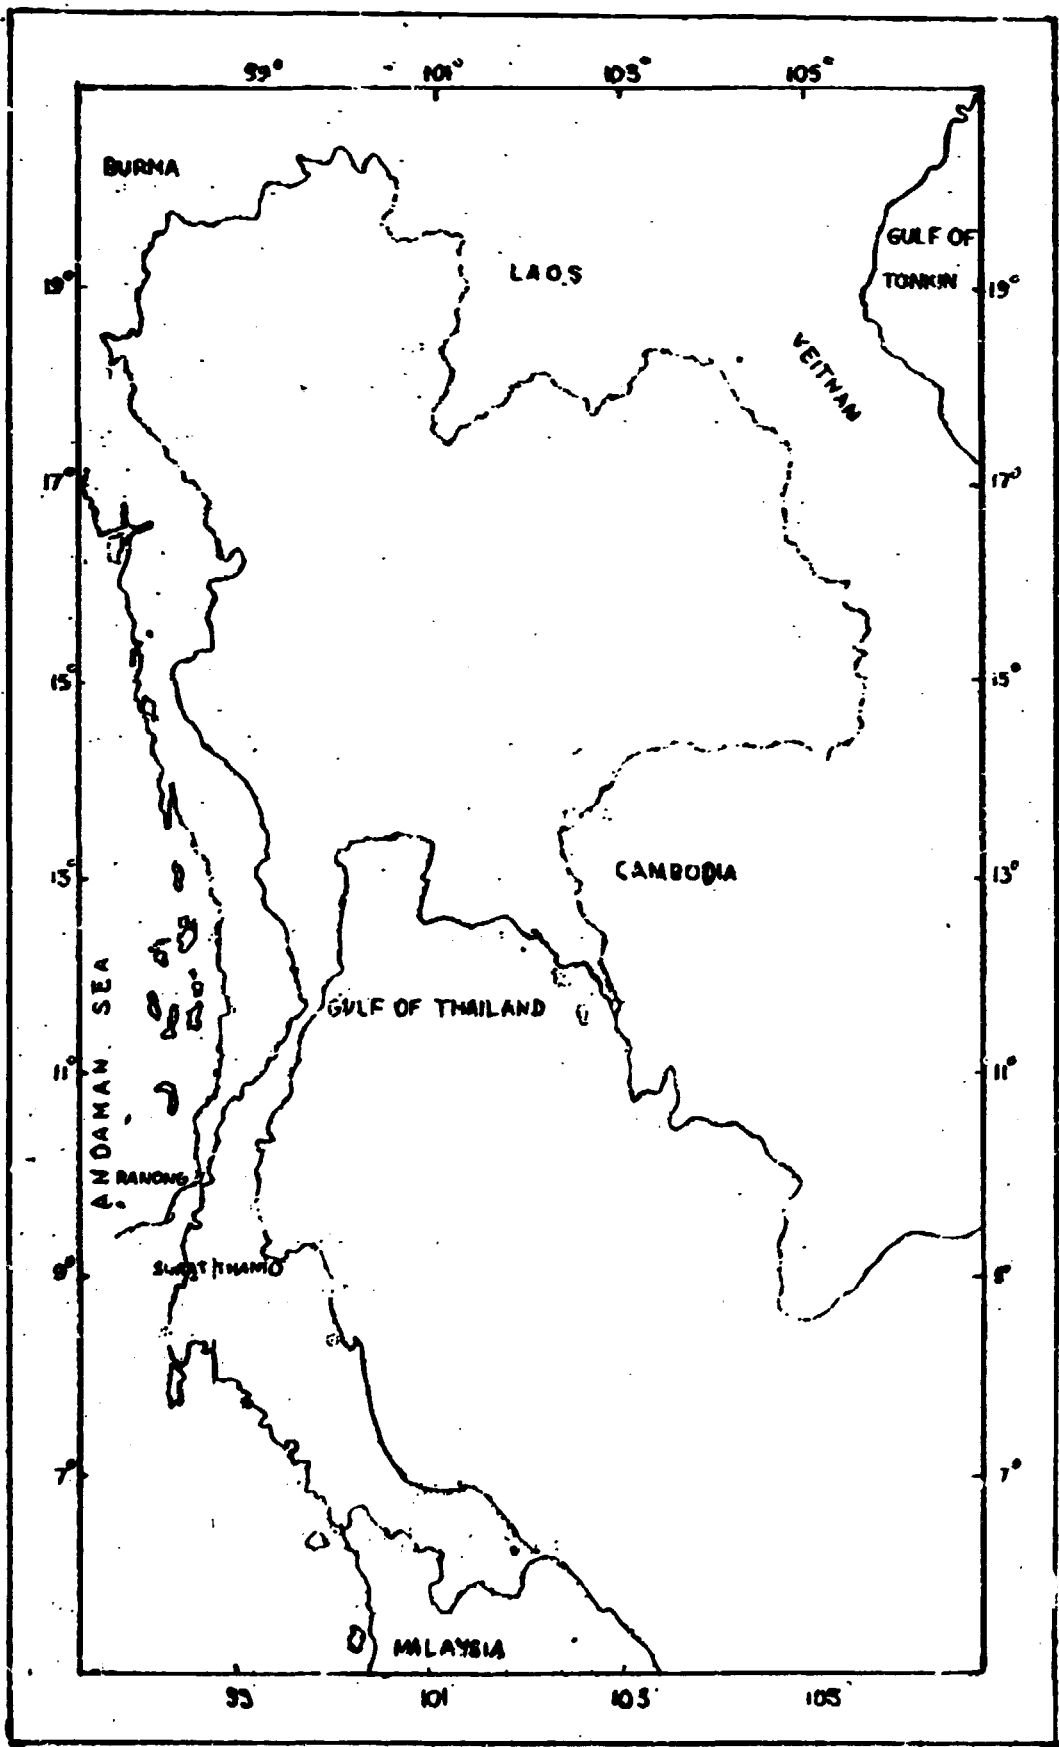 99° 101° 103° 105°
BURMA
GULF OF
TONKIN
LAOS
19° 19°
VEITNAM
17° 17°
15° 15°
13° 13°
CAMBODIA
ANDAMAN SEA
GULF OF THAILAND
11° 11°
RANONG
9° 9°
7° 7°
MALAYSIA
99 101 103 105